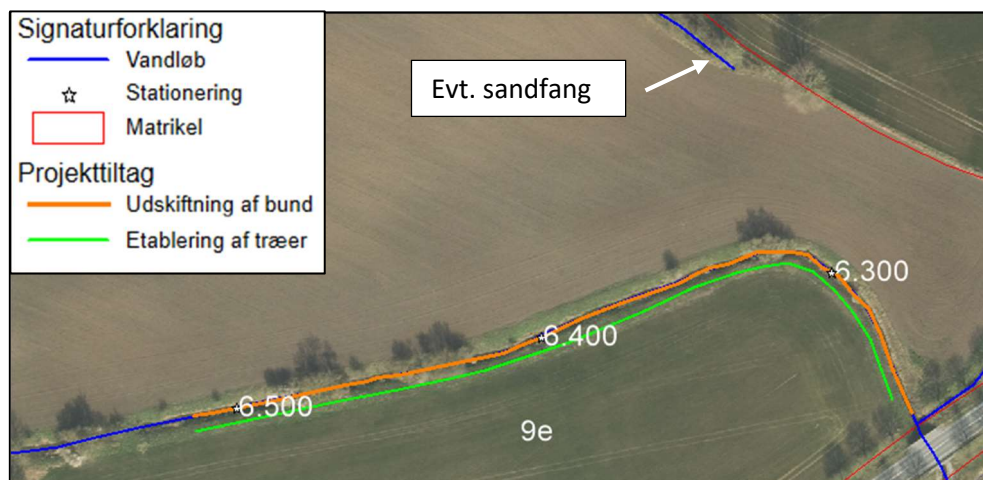 Signaturforklaring
Vandløb
Stationering
Matrikel
Projekttiltag
Udskiftning af bund
Etablering af træer
Evt. sandfang
6.300
6.400
6.500
9e